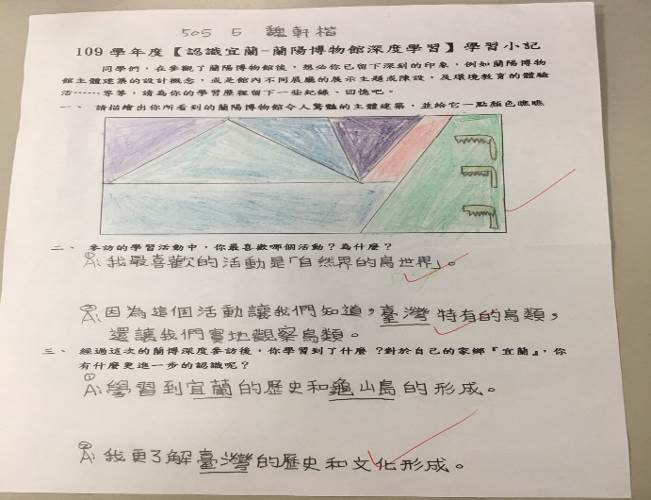 505 5 魏軒楷
109 學年度【認識宜蘭-蘭陽博物館深度學習】學習小記
同學們，在參觀了蘭陽博物館後，想必你已留下深刻的印象，例如蘭陽博物
館主體建築的設計概念，或是館內不同展廳的展示主題或陳設，及環境教育的體驗
活……等等，請為你的學習歷程留下一些紀錄、回憶吧。
一、 請描繪出你所看到的蘭陽博物館令人驚豔的主體建築，並給它一點顏色瞧瞧
二、 參訪的學習活動中，你最喜歡哪個活動？為什麼？
①A:我最喜歡的活動是「自然界的鳥世界」。
②A:因為這個活動讓我們知道，臺灣特有的鳥類，
還讓我們實地觀察鳥類。
三、 經過這次的蘭博深度參訪後，你學習到了什麼 ？對於自己的家鄉『宜蘭』，你
有什麼更進一步的認識呢？
①A:學習到宜蘭的歷史和龜山島的形成。
②A:我更了解臺灣的歷史和文化形成。